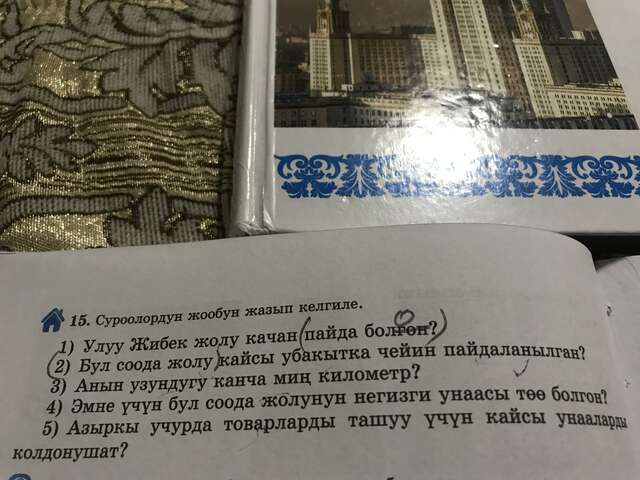 15. Суроолордун жообун жазып келгиле.
1) Улуу Жибек жолу качан пайда болгон?
2) Бул соода жолу кайсы убакытка чейин пайдаланылган?
3) Анын узундугу канча миң километр?
4) Эмне үчүн бул соода жолунун негизги унаасы төө болгон?
5) Азыркы учурда товарларды ташуу үчүн кайсы унааларды
колдонушат?